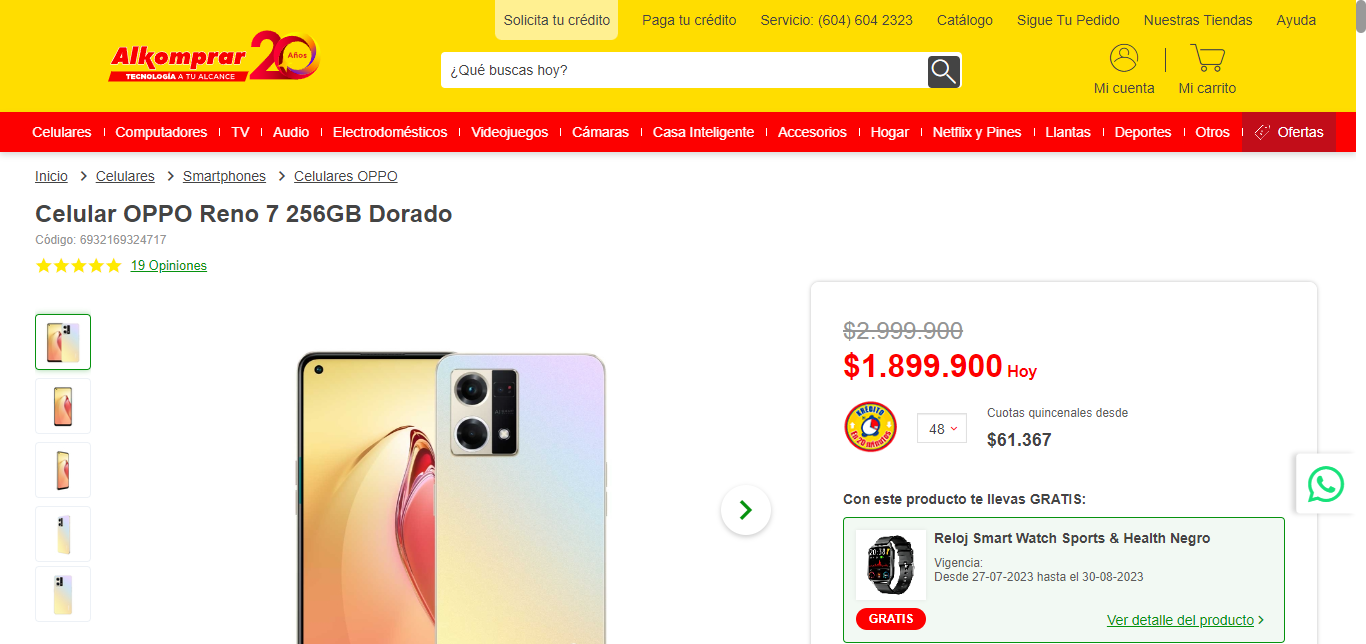 Solicita tu crédito
Paga tu crédito
Servicio: (604) 604 2323
Catálogo
Sigue Tu Pedido
Nuestras Tiendas
Ayuda
Alkomprar 20 Años
TECNOLOGÍA A TU ALCANCE
¿Qué buscas hoy?
Mi cuenta
Mi carrito
Celulares
Computadores
TV
Audio
Electrodomésticos
Videojuegos
Cámaras
Casa Inteligente
Accesorios
Hogar
Netflix y Pines
Llantas
Deportes
Otros
Ofertas
Inicio
Celulares
Smartphones
Celulares OPPO
Celular OPPO Reno 7 256GB Dorado
Código: 6932169324717
19 Opiniones
$2.999.900
$1.899.900 Hoy
KRÉDITO
En 20 minutos
48
Cuotas quincenales desde
$61.367
Con este producto te llevas GRATIS:
Reloj Smart Watch Sports & Health Negro
Vigencia:
Desde 27-07-2023 hasta el 30-08-2023
GRATIS
Ver detalle del producto